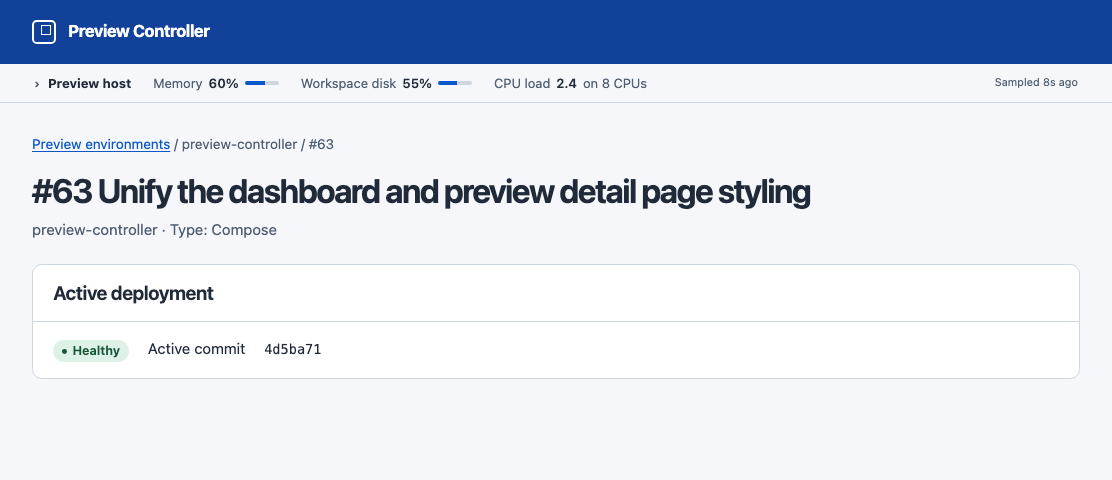 Preview Controller
› Preview host Memory 60% Workspace disk 55% CPU load 2.4 on 8 CPUs Sampled 8s ago
Preview environments / preview-controller / #63
#63 Unify the dashboard and preview detail page styling
preview-controller · Type: Compose
Active deployment
• Healthy Active commit 4d5ba71